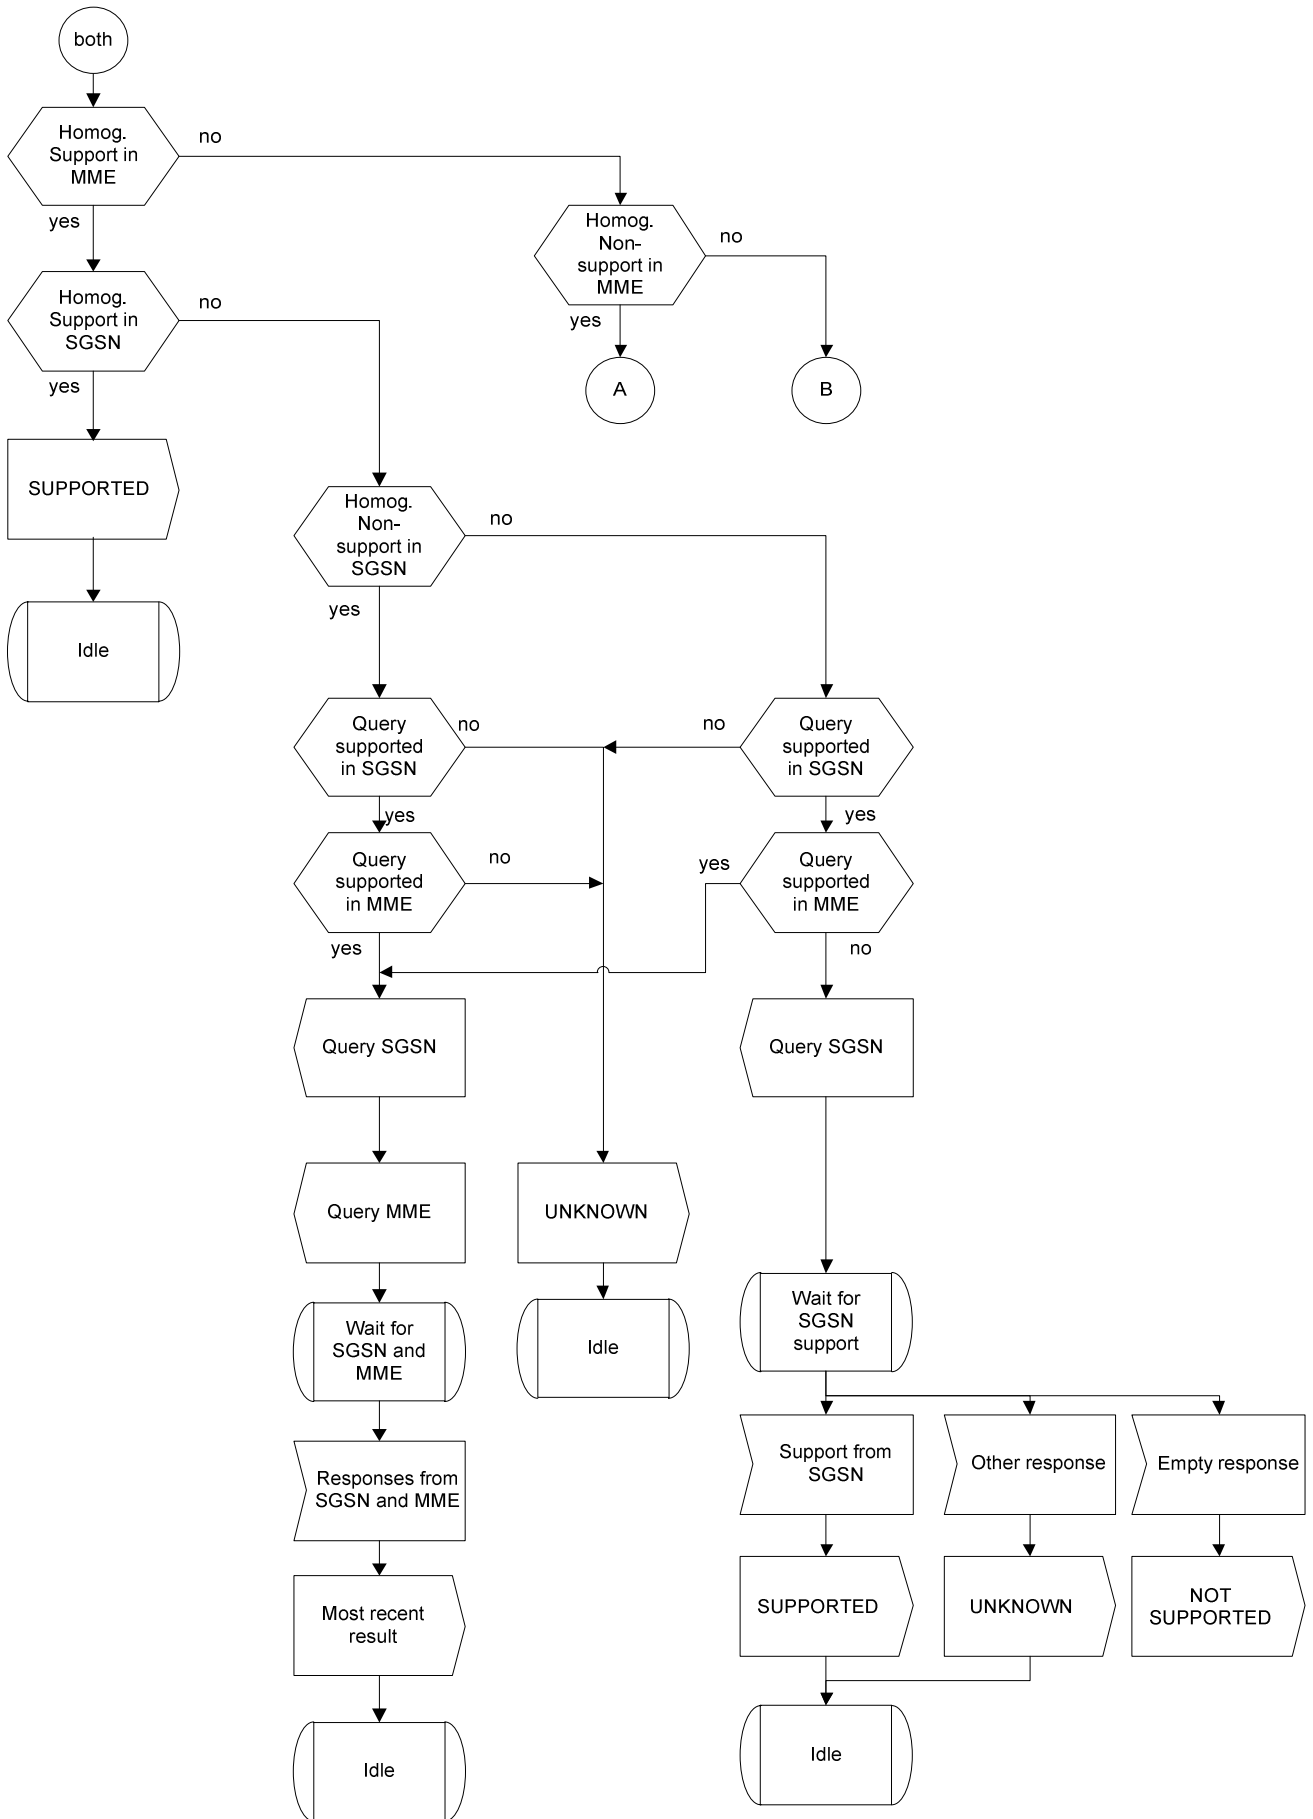 both
Homog.
Support in
MME
no
yes
Homog.
Non-
support in
MME
no
yes
A
B
Homog.
Support in
SGSN
no
yes
SUPPORTED
Idle
Homog.
Non-
support in
SGSN
no
yes
Query
supported
in SGSN
no
yes
no
Query
supported
in SGSN
yes
Query
supported
in MME
no
yes
yes
Query
supported
in MME
no
Query SGSN
Query SGSN
Query MME
UNKNOWN
Wait for
SGSN and
MME
Idle
Wait for
SGSN
support
Responses from
SGSN and MME
Support from
SGSN
Other response
Empty response
Most recent
result
SUPPORTED
UNKNOWN
NOT
SUPPORTED
Idle
Idle